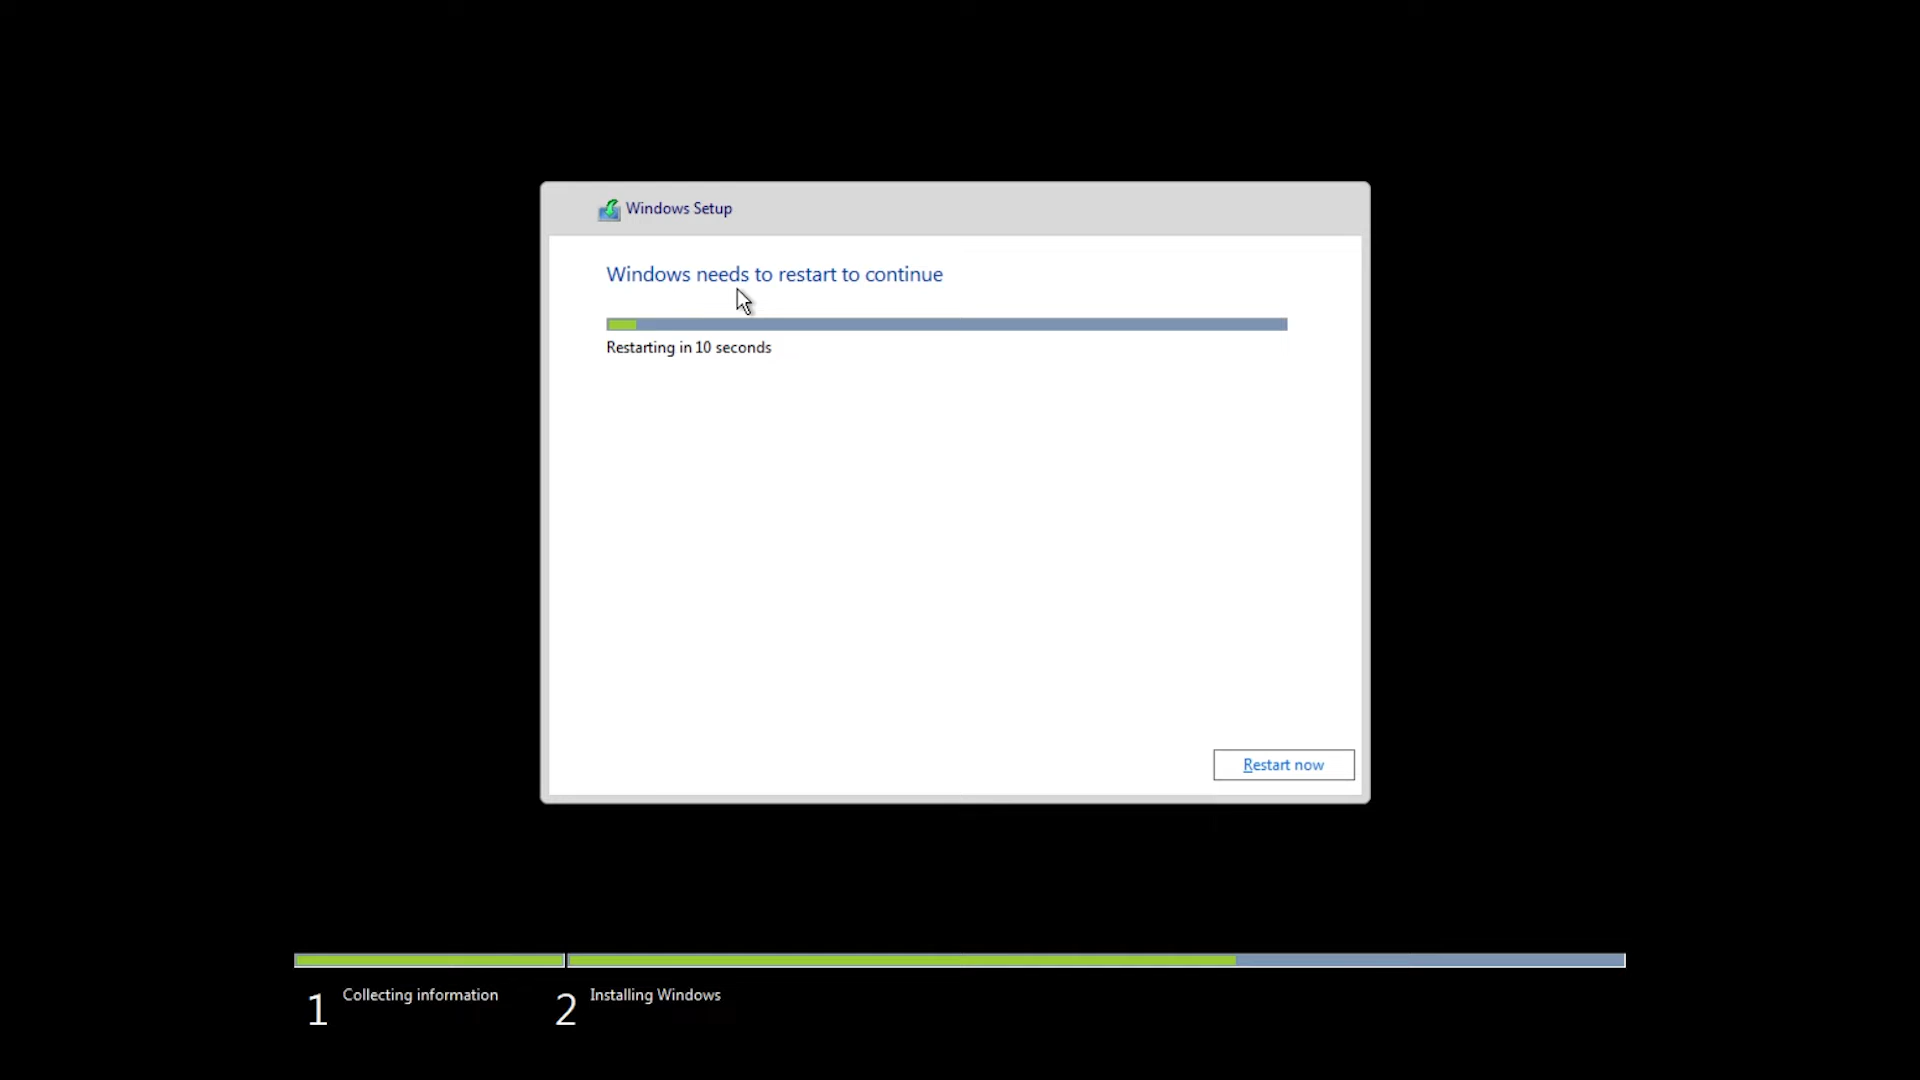 Windows Setup
Windows needs to restart to continue
Restarting in 10 seconds
Restart now
1 Collecting information
2 Installing Windows